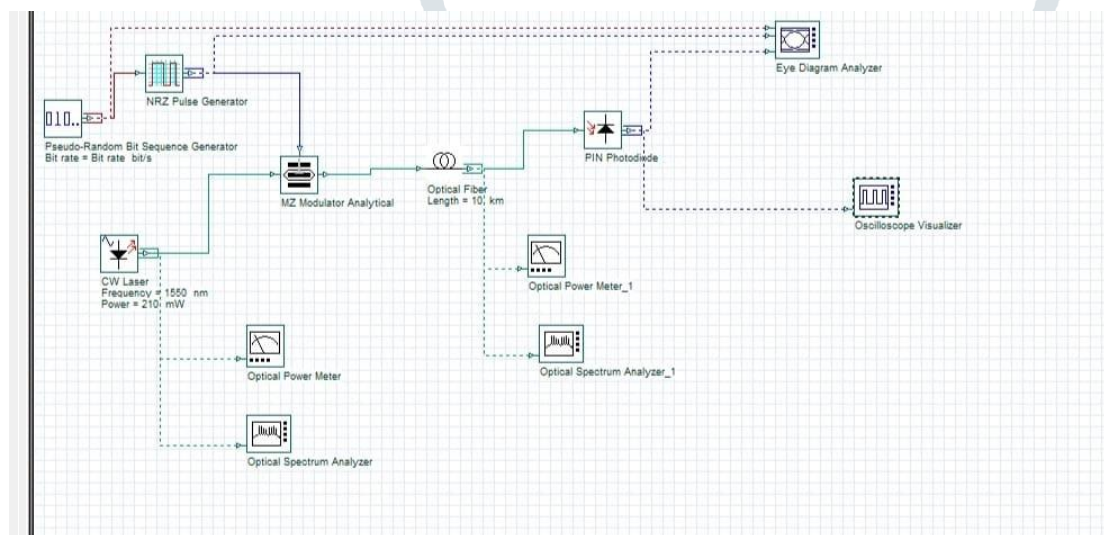 Eye Diagram Analyzer
NRZ Pulse Generator
010..
Pseudo-Random Bit Sequence Generator
Bit rate = Bit rate bit/s
PIN Photodiode
MZ Modulator Analytical
Optical Fiber
Length = 10 km
Oscilloscope Visualizer
CW Laser
Frequency = 1550 nm
Power = 210 mW
Optical Power Meter_1
Optical Power Meter
Optical Spectrum Analyzer_1
Optical Spectrum Analyzer